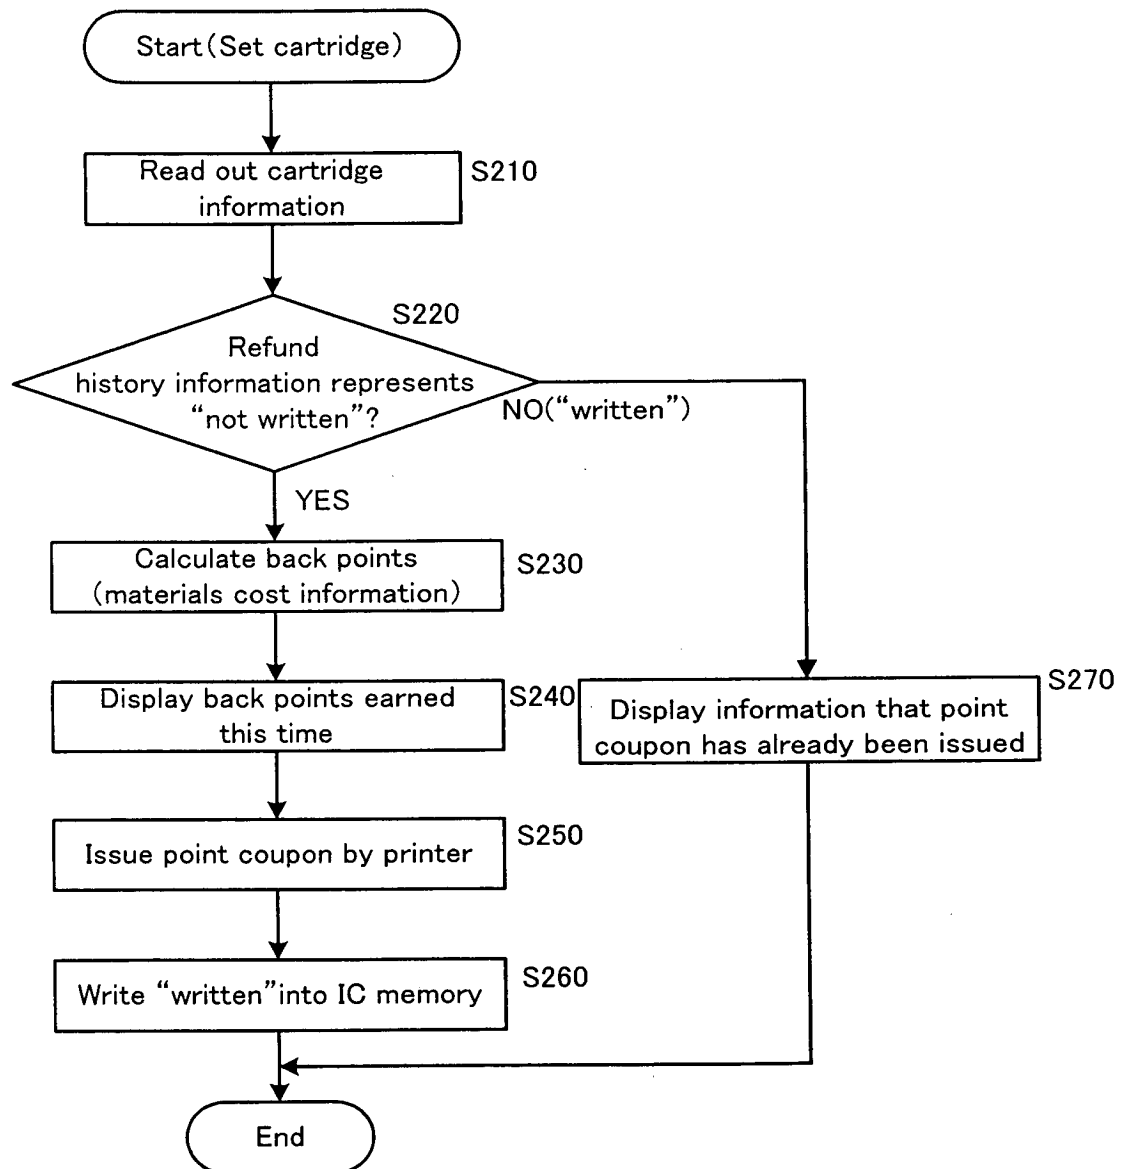 Start(Set cartridge)
Read out cartridge
information
S210
S220
Refund
history information represents
“not written”?
NO(“written”)
YES
Calculate back points
(materials cost information)
S230
Display back points earned
this time
S240
Display information that point
coupon has already been issued
S270
Issue point coupon by printer
S250
Write “written”into IC memory
S260
End